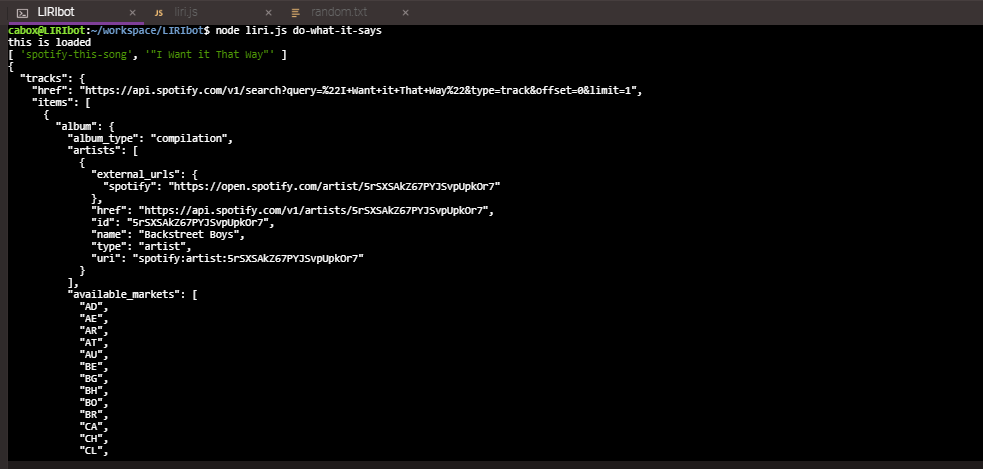 LIRIbot × JS liri.js × random.txt ×
cabox@LIRIbot:~/workspace/LIRIbot$ node liri.js do-what-it-says
this is loaded
[ 'spotify-this-song', '"I Want it That Way"' ]
{
  "tracks": {
    "href": "https://api.spotify.com/v1/search?query=%22I+Want+it+That+Way%22&type=track&offset=0&limit=1",
    "items": [
      {
        "album": {
          "album_type": "compilation",
          "artists": [
            {
              "external_urls": {
                "spotify": "https://open.spotify.com/artist/5rSXSAkZ67PYJSvpUpkOr7"
              },
              "href": "https://api.spotify.com/v1/artists/5rSXSAkZ67PYJSvpUpkOr7",
              "id": "5rSXSAkZ67PYJSvpUpkOr7",
              "name": "Backstreet Boys",
              "type": "artist",
              "uri": "spotify:artist:5rSXSAkZ67PYJSvpUpkOr7"
            }
          ],
          "available_markets": [
            "AD",
            "AE",
            "AR",
            "AT",
            "AU",
            "BE",
            "BG",
            "BH",
            "BO",
            "BR",
            "CA",
            "CH",
            "CL",